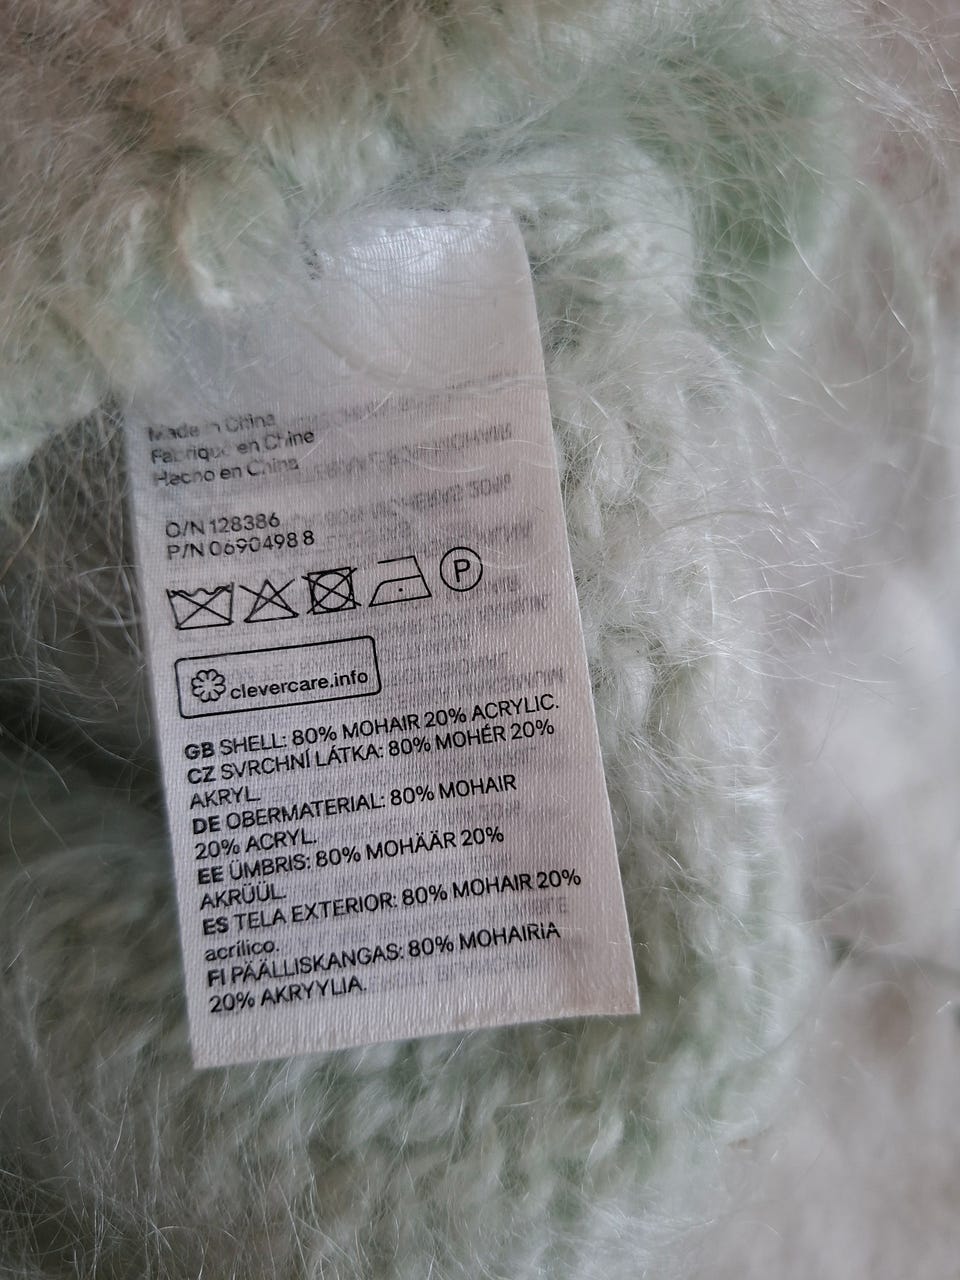 Made in China
Fabriqué en Chine
Hecho en China
O/N 128386
P/N 0690498 8
P
clevercare.info
GB SHELL: 80% MOHAIR 20% ACRYLIC.
CZ SVRCHNÍ LÁTKA: 80% MOHÉR 20%
AKRYL.
DE OBERMATERIAL: 80% MOHAIR
20% ACRYL.
EE ÜMBRIS: 80% MOHÄÄR 20%
AKRÜÜL.
ES TELA EXTERIOR: 80% MOHAIR 20%
acrílico.
FI PÄÄLLISKANGAS: 80% MOHAIRIA
20% AKRYYLIA.